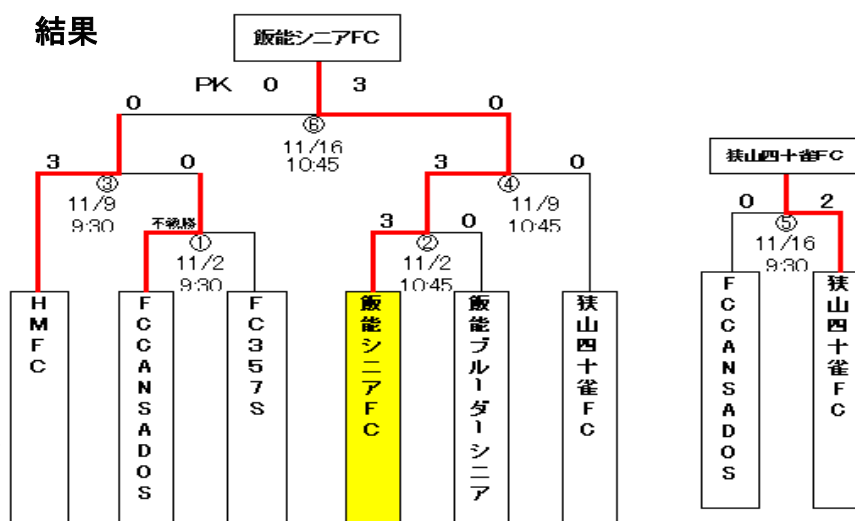 結果
飯能シニアFC
PK 0 3
0 0
⑥
11/16
10:45
3 0 3 0
③ ④
11/9 11/9
9:30 10:45
不戦勝 3 0
① ②
11/2 11/2
9:30 10:45
HMFC
FCCANSADOS
FC357S
飯能シニアFC
飯能ブルーダーシニア
狭山四十雀FC
狭山四十雀FC
0 2
⑤
11/16
9:30
FCCANSADOS
狭山四十雀FC